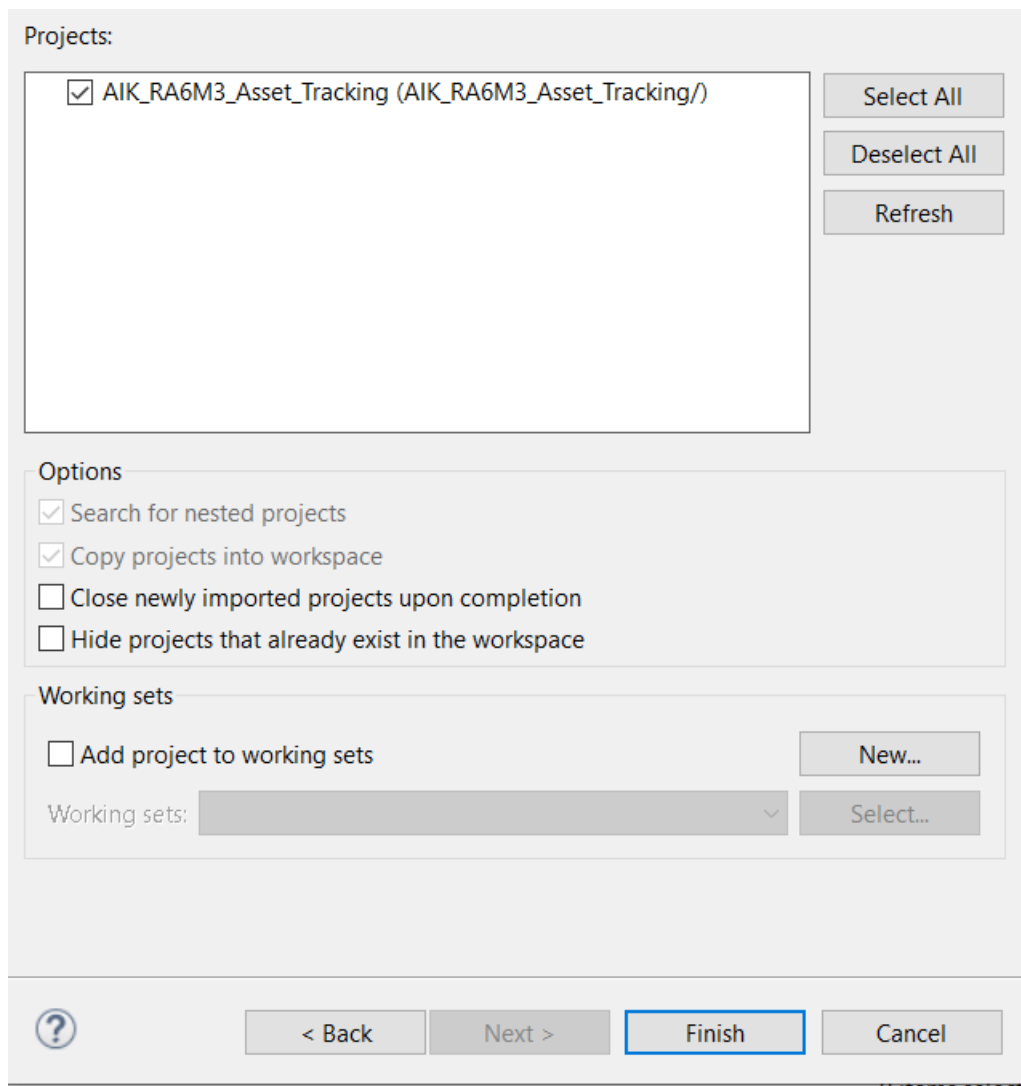 Projects:
AIK_RA6M3_Asset_Tracking (AIK_RA6M3_Asset_Tracking/)
Select All
Deselect All
Refresh
Options
Search for nested projects
Copy projects into workspace
Close newly imported projects upon completion
Hide projects that already exist in the workspace
Working sets
Add project to working sets
New...
Working sets:
Select...
?
< Back
Next >
Finish
Cancel